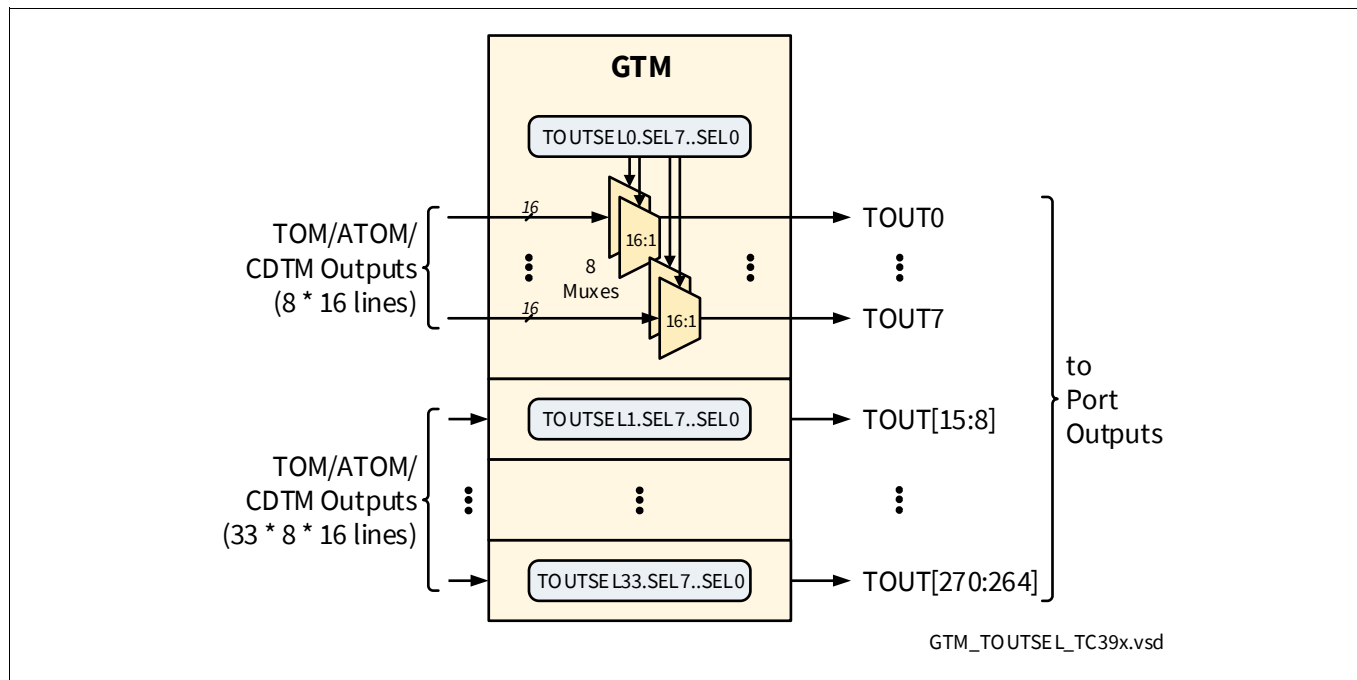 GTM
TOUTSEL0.SEL7..SEL0
16
TOUT0
TOM/ATOM/
CDTM Outputs
(8 * 16 lines)
16:1
8
Muxes
16
16:1
TOUT7
to
Port
Outputs
TOUTSEL1.SEL7..SEL0
TOUT[15:8]
TOM/ATOM/
CDTM Outputs
(33 * 8 * 16 lines)
TOUTSEL33.SEL7..SEL0
TOUT[270:264]
GTM_TOUTSEL_TC39x.vsd